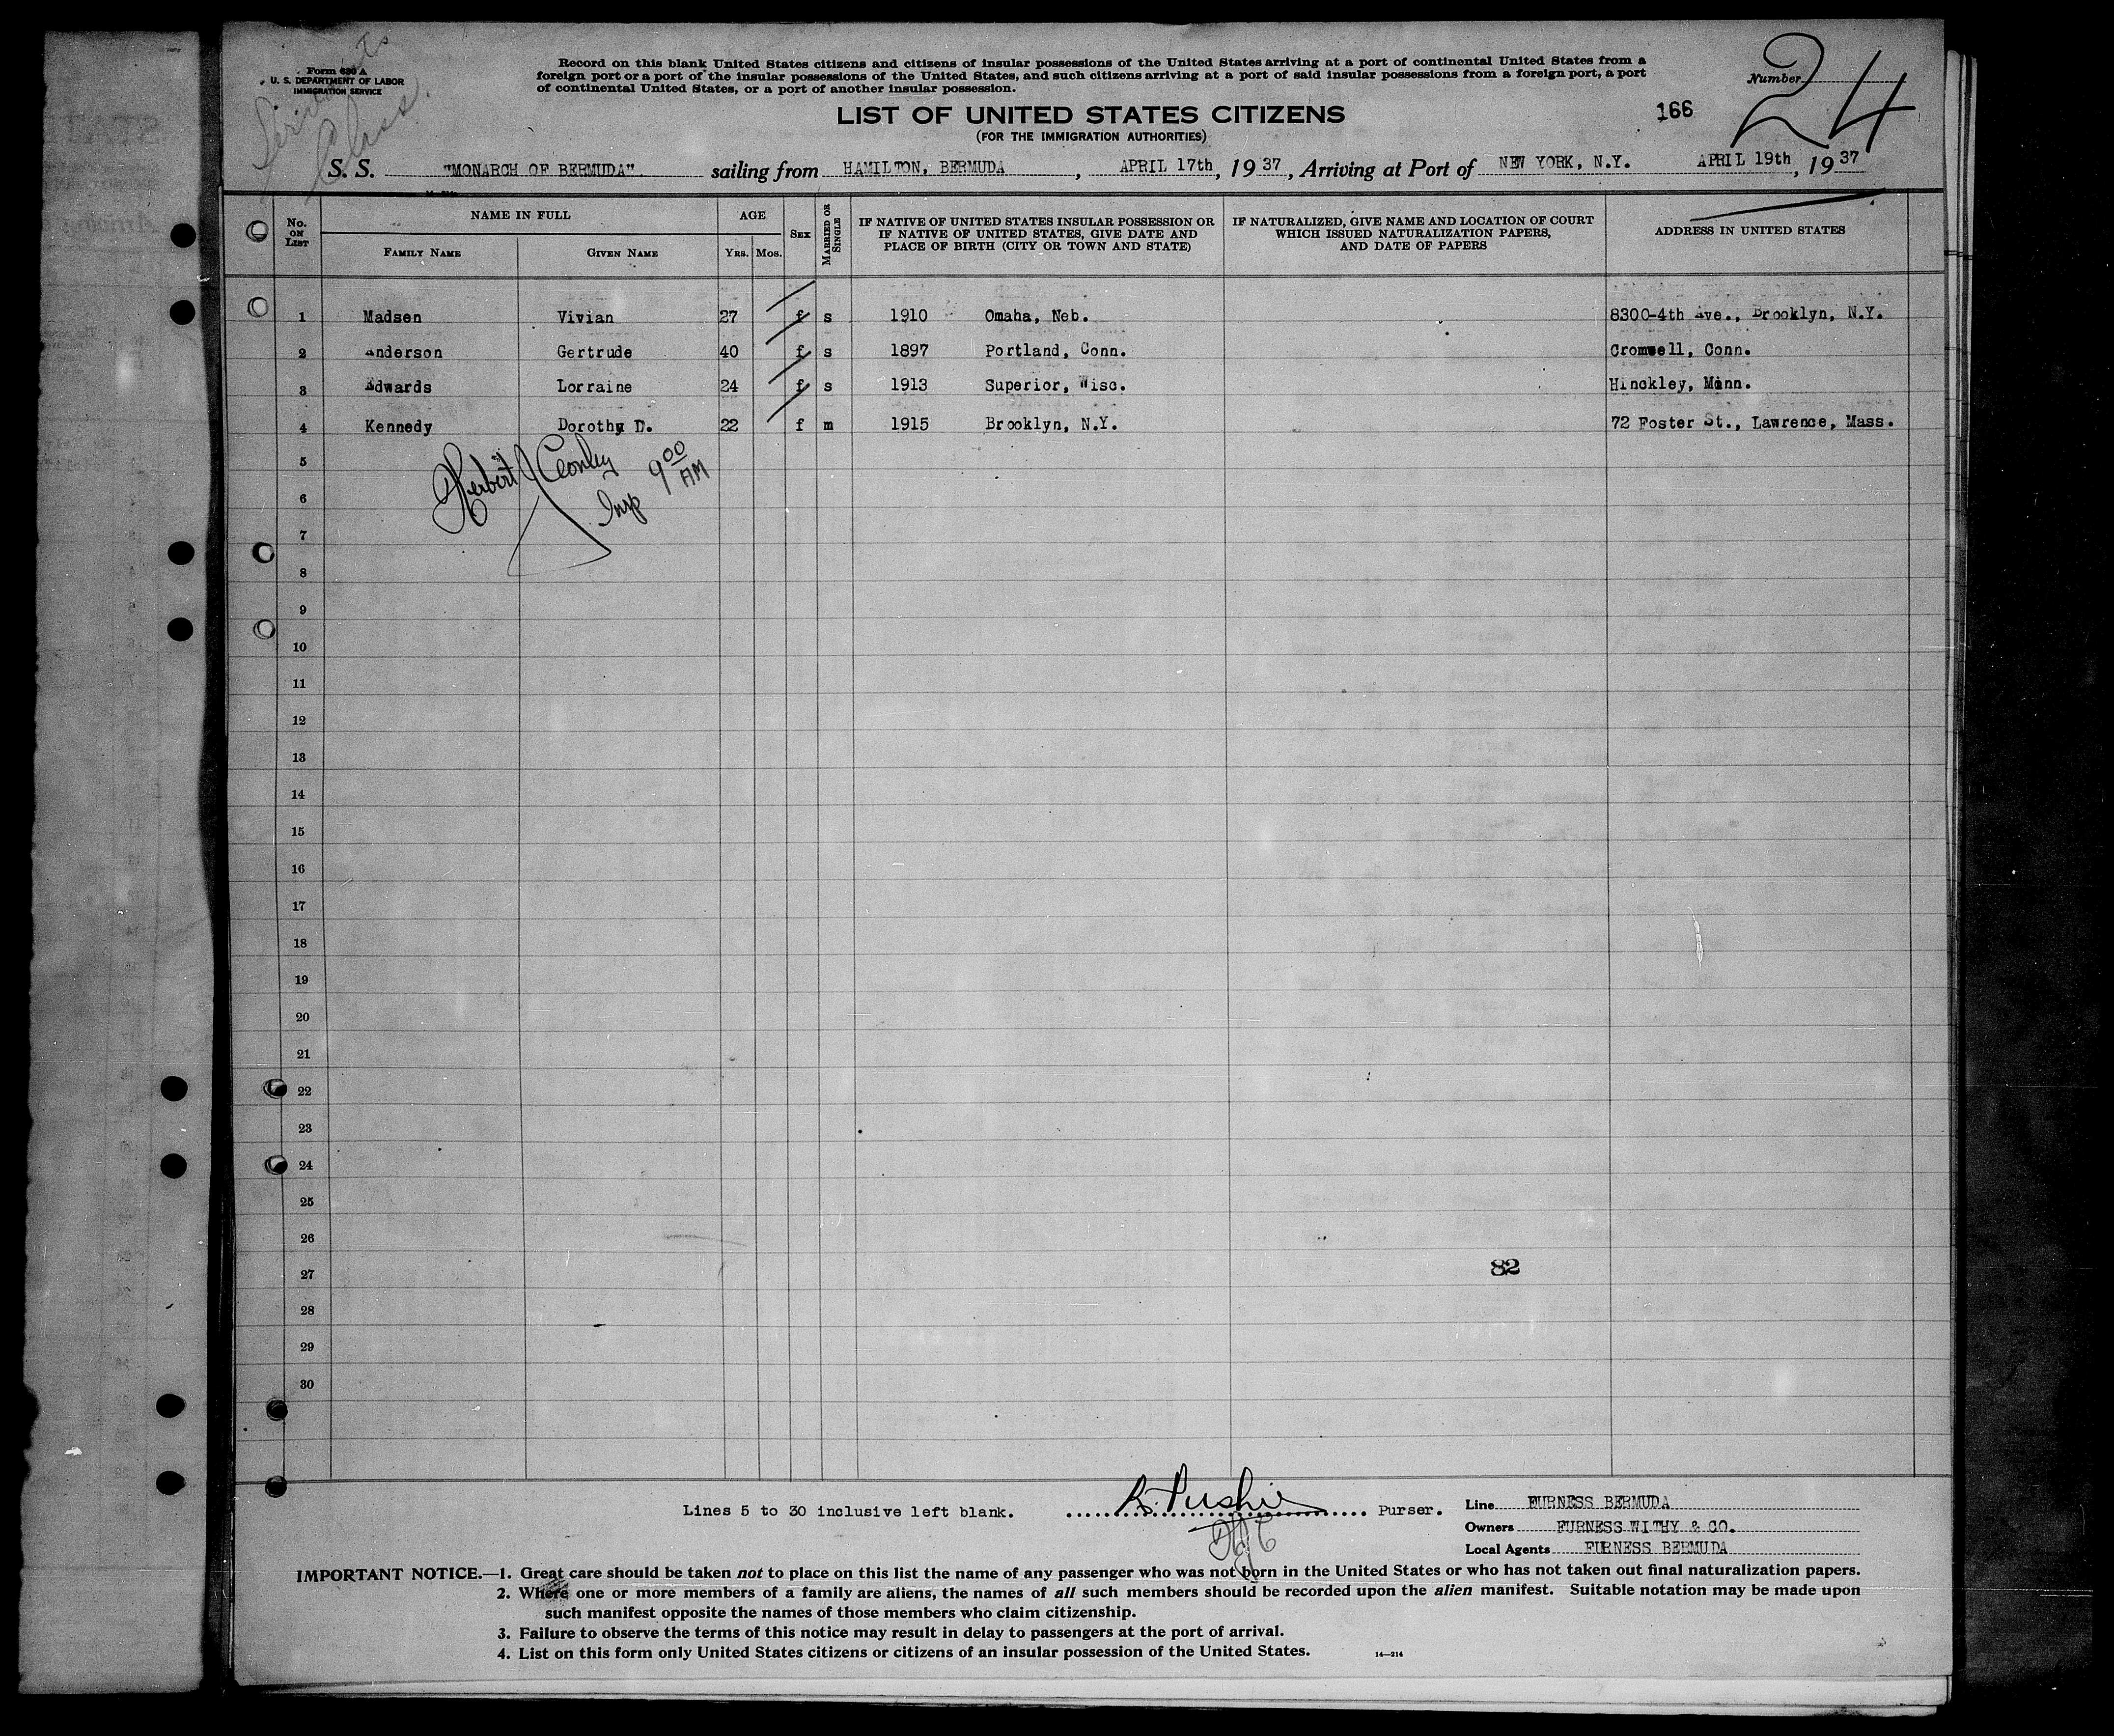 Form 630 A
U. S. DEPARTMENT OF LABOR
IMMIGRATION SERVICE
Class.
Record on this blank United States citizens and citizens of insular possessions of the United States arriving at a port of continental United States from a
foreign port or a port of the insular possessions of the United States, and such citizens arriving at a port of said insular possessions from a foreign port, a port
of continental United States, or a port of another insular possession.
Number 24
LIST OF UNITED STATES CITIZENS
166
(FOR THE IMMIGRATION AUTHORITIES)
S. S. "MONARCH OF BERMUDA" sailing from HAMILTON, BERMUDA, APRIL 17th, 1937, Arriving at Port of NEW YORK, N.Y. APRIL 19th, 1937
No. ON LIST NAME IN FULL FAMILY NAME GIVEN NAME AGE YRS. MOS. SEX MARRIED OR SINGLE IF NATIVE OF UNITED STATES INSULAR POSSESSION OR IF NATIVE OF UNITED STATES, GIVE DATE AND PLACE OF BIRTH (CITY OR TOWN AND STATE) IF NATURALIZED, GIVE NAME AND LOCATION OF COURT WHICH ISSUED NATURALIZATION PAPERS, AND DATE OF PAPERS ADDRESS IN UNITED STATES
1 Madsen Vivian 27 f s 1910 Omaha, Neb. 8300-4th Ave., Brooklyn, N.Y.
2 Anderson Gertrude 40 f s 1897 Portland, Conn. Cromwell, Conn.
3 Edwards Lorraine 24 f s 1913 Superior, Wisc. Hinckley, Minn.
4 Kennedy Dorothy D. 22 f m 1915 Brooklyn, N.Y. 72 Foster St., Lawrence, Mass.
Herbert J Conley 9 00 AM
Insp
5
6
7
8
9
10
11
12
13
14
15
16
17
18
19
20
21
22
23
24
25
26
27 82
28
29
30
Lines 5 to 30 inclusive left blank. Purser.
Line FURNESS BERMUDA
Owners FURNESS WITHY & CO.
Local Agents FURNESS BERMUDA
IMPORTANT NOTICE.—1. Great care should be taken not to place on this list the name of any passenger who was not born in the United States or who has not taken out final naturalization papers.
2. Where one or more members of a family are aliens, the names of all such members should be recorded upon the alien manifest. Suitable notation may be made upon
such manifest opposite the names of those members who claim citizenship.
3. Failure to observe the terms of this notice may result in delay to passengers at the port of arrival.
4. List on this form only United States citizens or citizens of an insular possession of the United States. 14—214